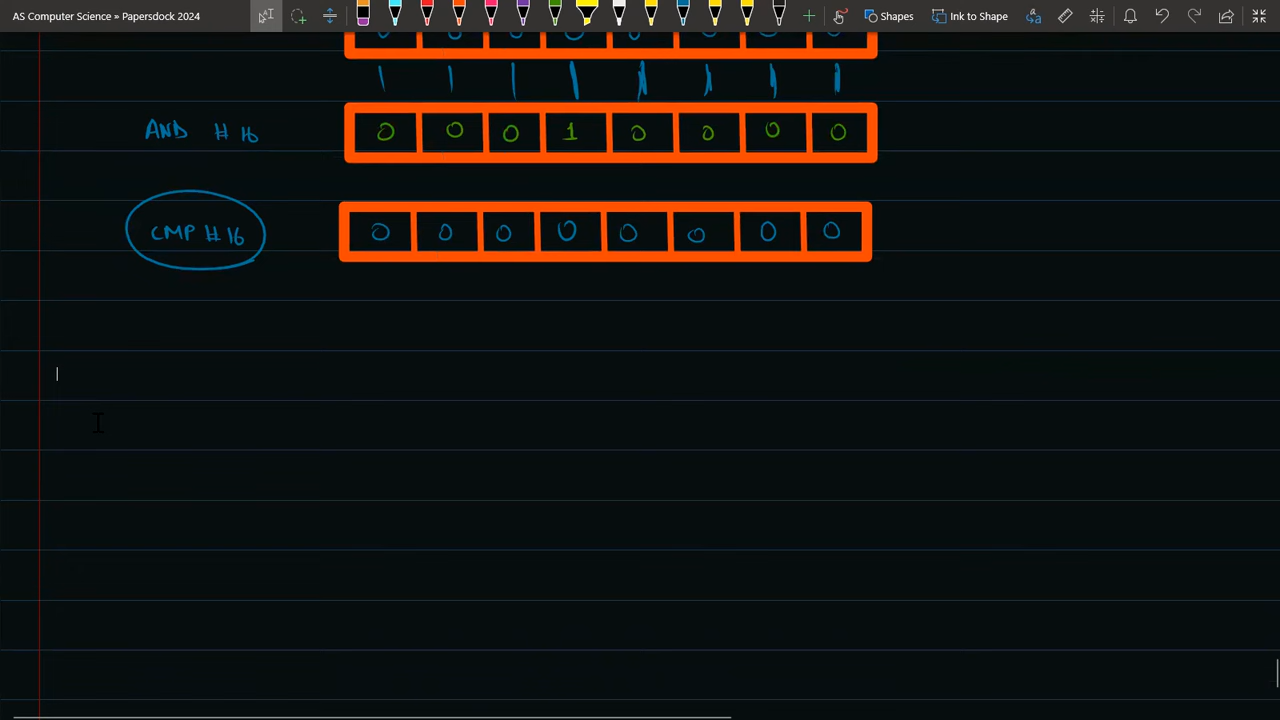 AS Computer Science » Papersdock 2024
Shapes
Ink to Shape
AND # 16
0 0 0 1 0 0 0 0
CMP # 16
0 0 0 0 0 0 0 0